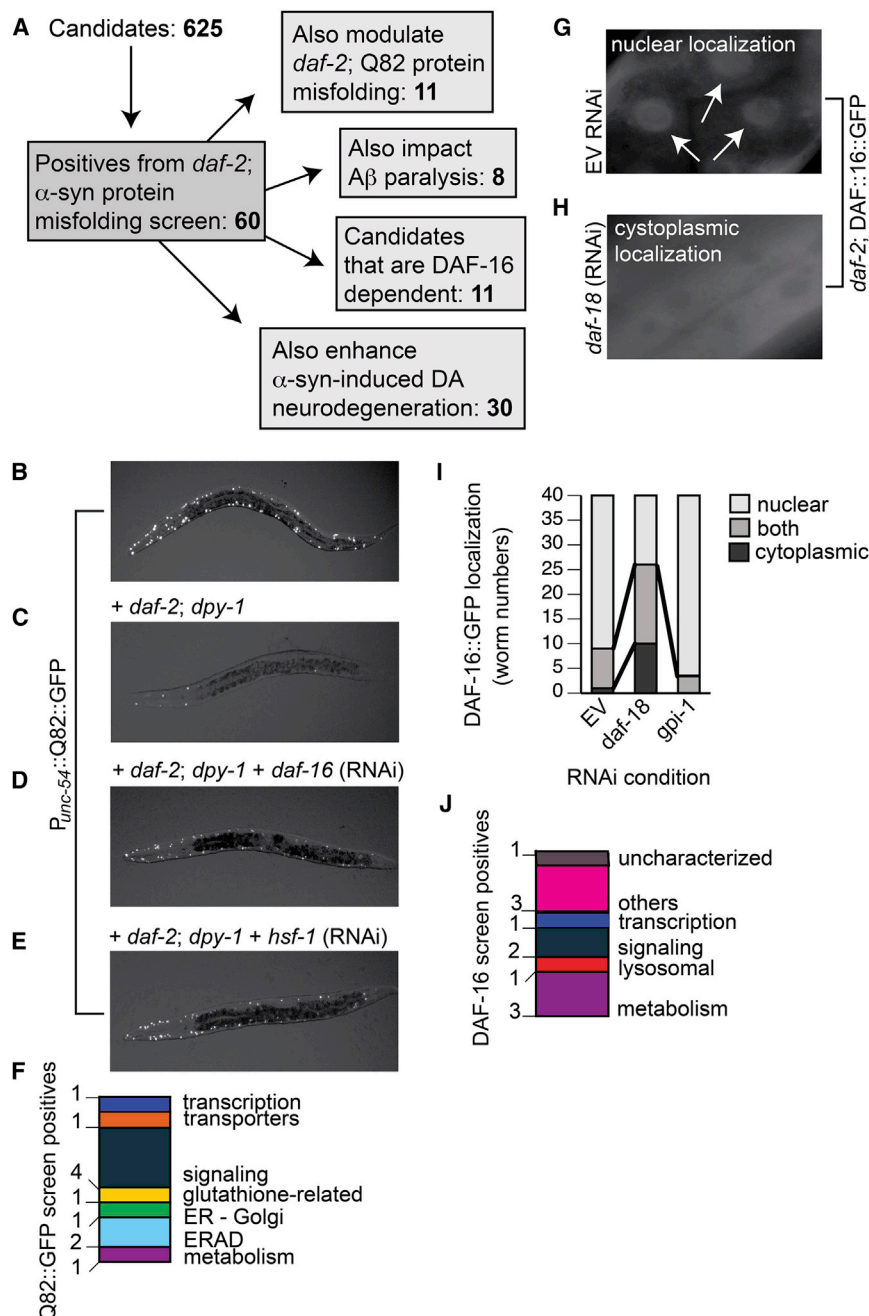 A
Candidates: 625
Also modulate
daf-2; Q82 protein
misfolding: 11
Positives from daf-2;
α-syn protein
misfolding screen: 60
Also impact
Aβ paralysis: 8
Candidates
that are DAF-16
dependent: 11
Also enhance
α-syn-induced DA
neurodegeneration: 30
G
EV RNAi
nuclear localization
H
daf-18 (RNAi)
cystoplasmic
localization
daf-2; DAF::16::GFP
B
Punc-54::Q82::GFP
C
+ daf-2; dpy-1
D
+ daf-2; dpy-1 + daf-16 (RNAi)
E
+ daf-2; dpy-1 + hsf-1 (RNAi)
F
Q82::GFP screen positives
1
transcription
1
transporters
4
signaling
1
glutathione-related
1
ER - Golgi
2
ERAD
1
metabolism
I
DAF-16::GFP localization
(worm numbers)
40
35
30
25
20
15
10
5
0
EV
daf-18
gpi-1
RNAi condition
nuclear
both
cytoplasmic
J
DAF-16 screen positives
1
uncharacterized
3
others
1
transcription
2
signaling
1
lysosomal
3
metabolism